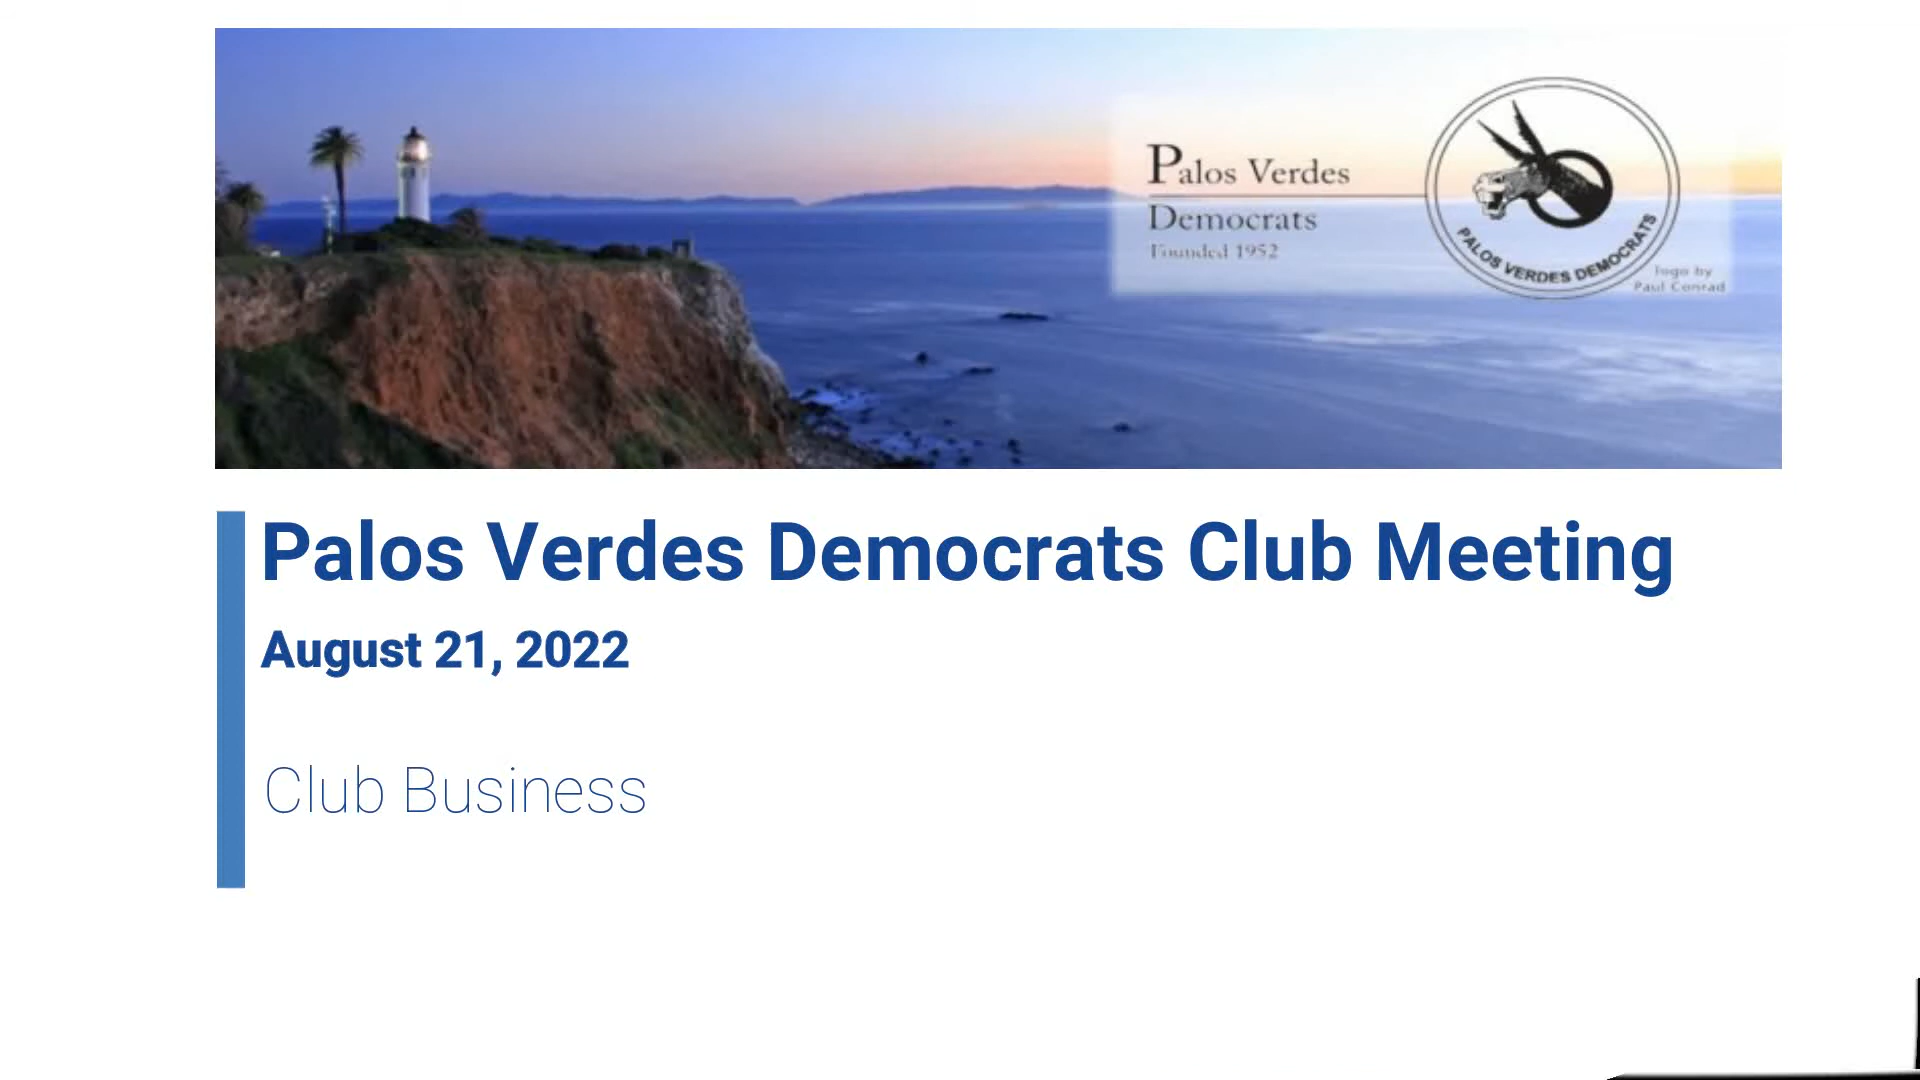 Palos Verdes
Democrats
Founded 1952
PALOS VERDES DEMOCRATS
logo by
Paul Conrad
Palos Verdes Democrats Club Meeting
August 21, 2022
Club Business